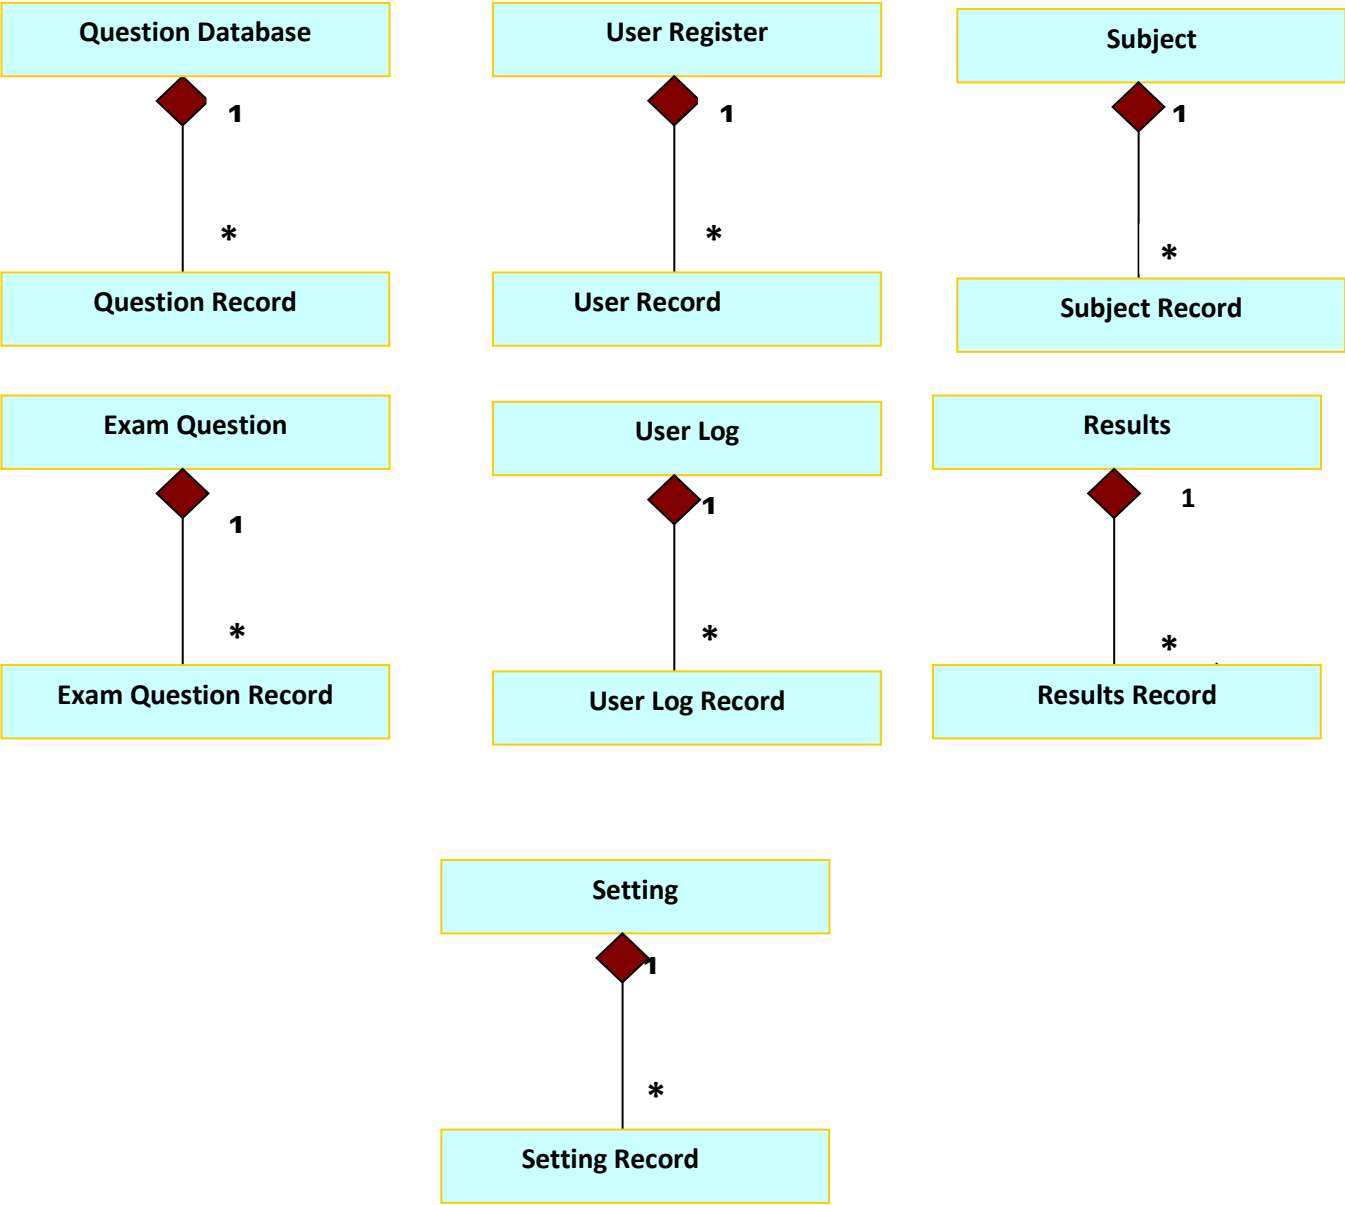 Question Database
User Register
Subject
1
1
1
*
*
*
Question Record
User Record
Subject Record
Exam Question
User Log
Results
1
1
1
*
*
*
Exam Question Record
User Log Record
Results Record
Setting
1
*
Setting Record